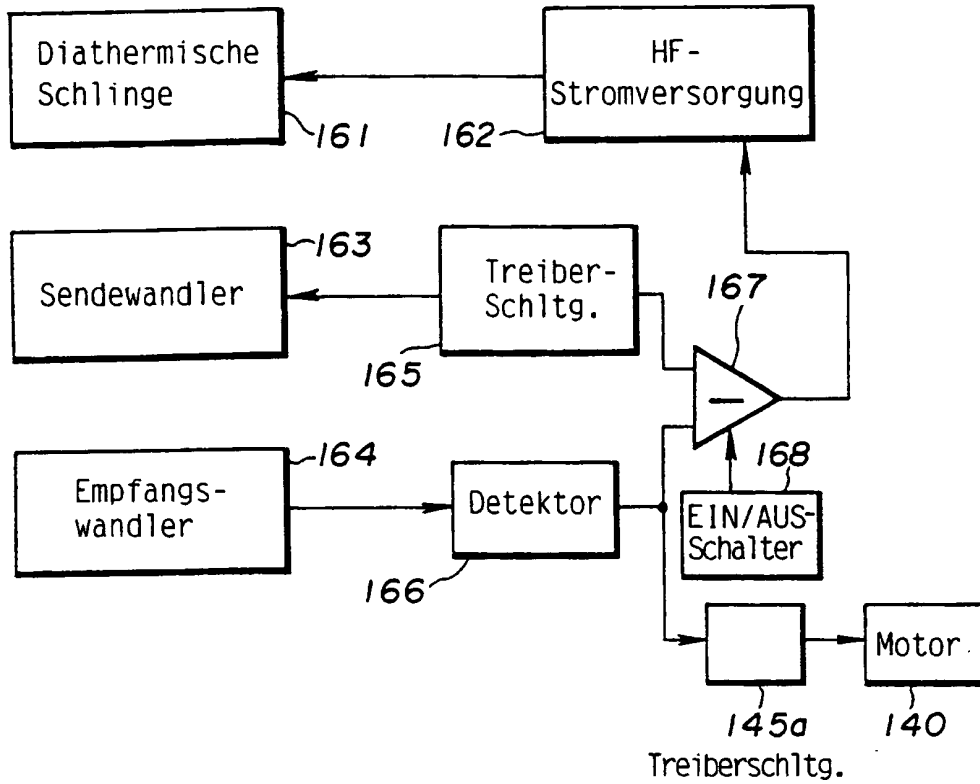 Diathermische
Schlinge
161
HF-
Stromversorgung
162
163
Sendewandler
Treiber-
Schltg.
165
167
164
Empfangs-
wandler
Detektor
166
168
EIN/AUS-
Schalter
145a
Treiberschltg.
Motor
140